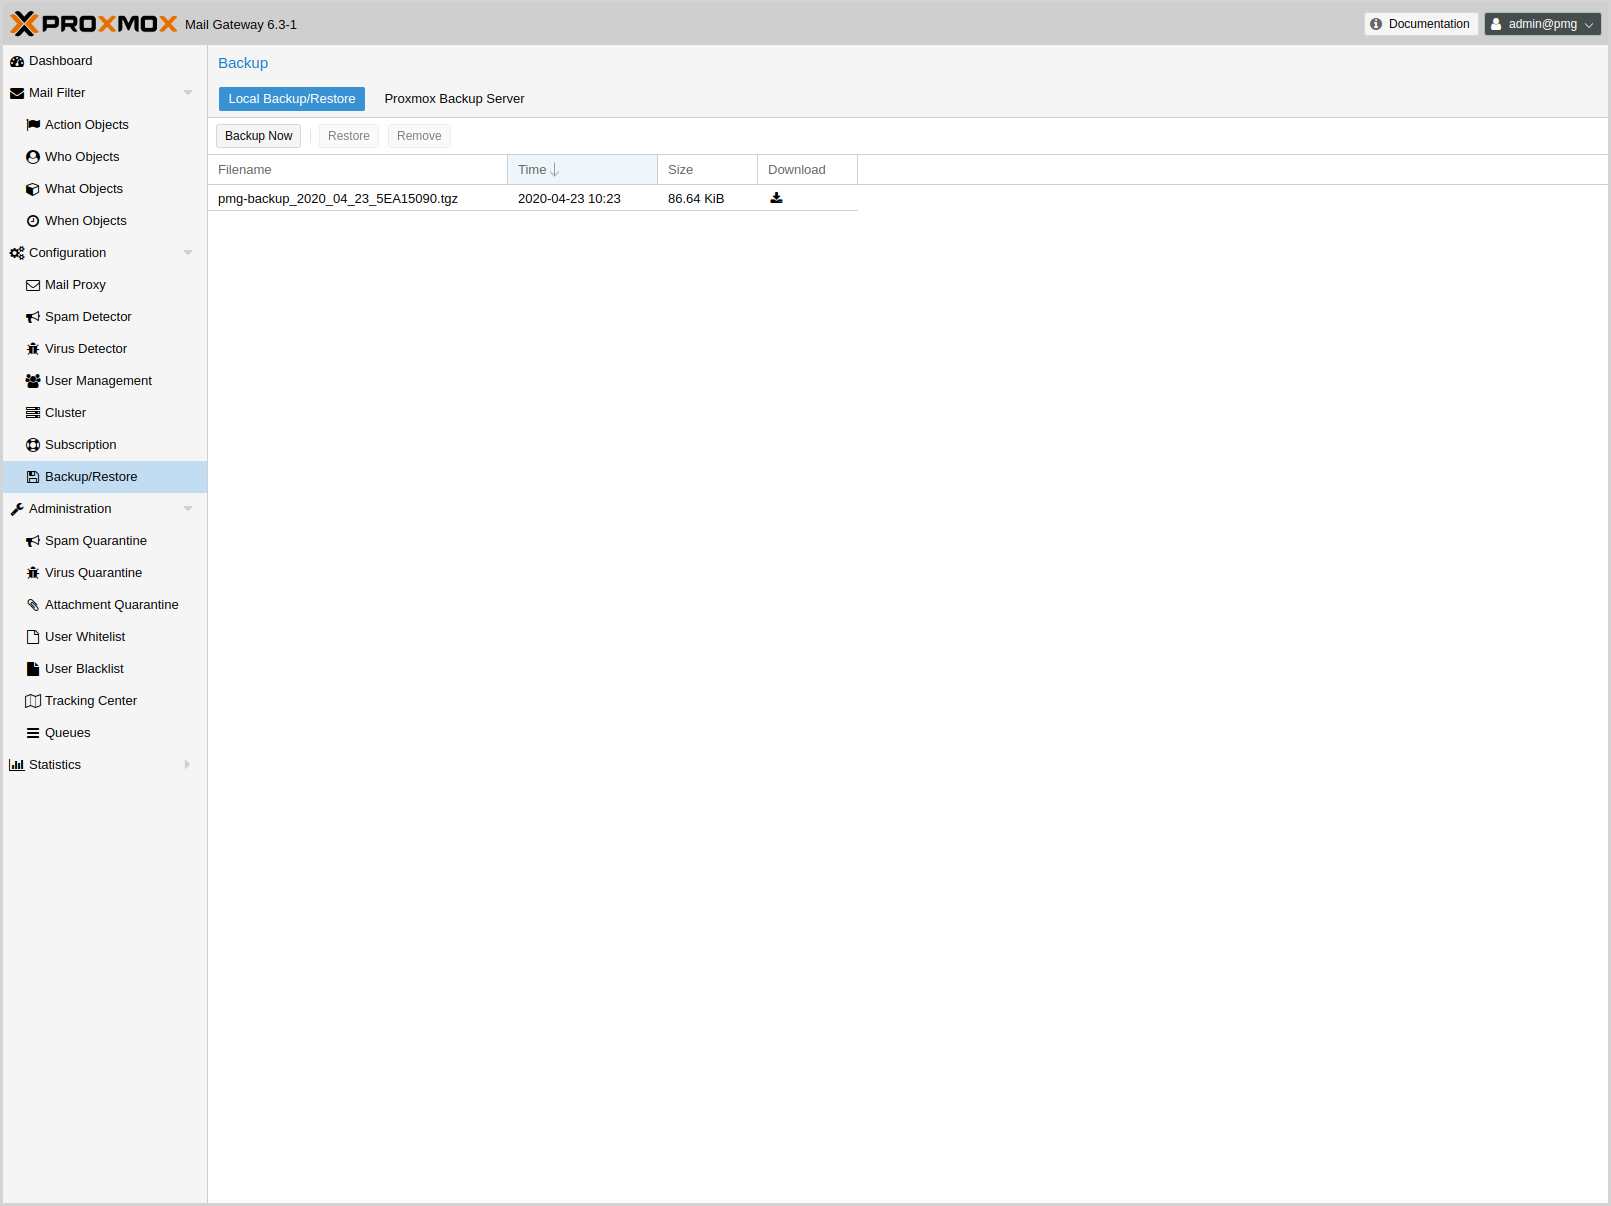 PROXMOX Mail Gateway 6.3-1
Documentation
admin@pmg
Dashboard
Mail Filter
Action Objects
Who Objects
What Objects
When Objects
Configuration
Mail Proxy
Spam Detector
Virus Detector
User Management
Cluster
Subscription
Backup/Restore
Administration
Spam Quarantine
Virus Quarantine
Attachment Quarantine
User Whitelist
User Blacklist
Tracking Center
Queues
Statistics
Backup
Local Backup/Restore Proxmox Backup Server
Backup Now Restore Remove
Filename Time Size Download
pmg-backup_2020_04_23_5EA15090.tgz 2020-04-23 10:23 86.64 KiB